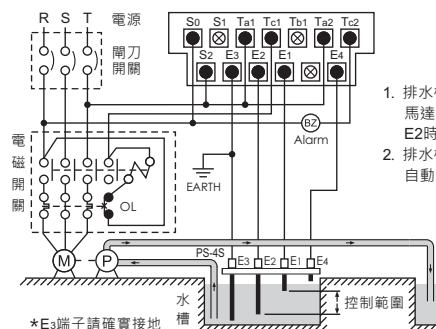 R S T 電源
閘刀
開關
S0 S1 Ta1 Tc1 Tb1 Ta2 Tc2
S2 E3 E2 E1 E4
BZ
Alarm
1. 排水
馬達
E2時
2. 排水
自動
電磁開關
OL
EARTH
M P
PS-4S
E3 E2 E1 E4
水槽
控制範圍
*E3端子請確實接地